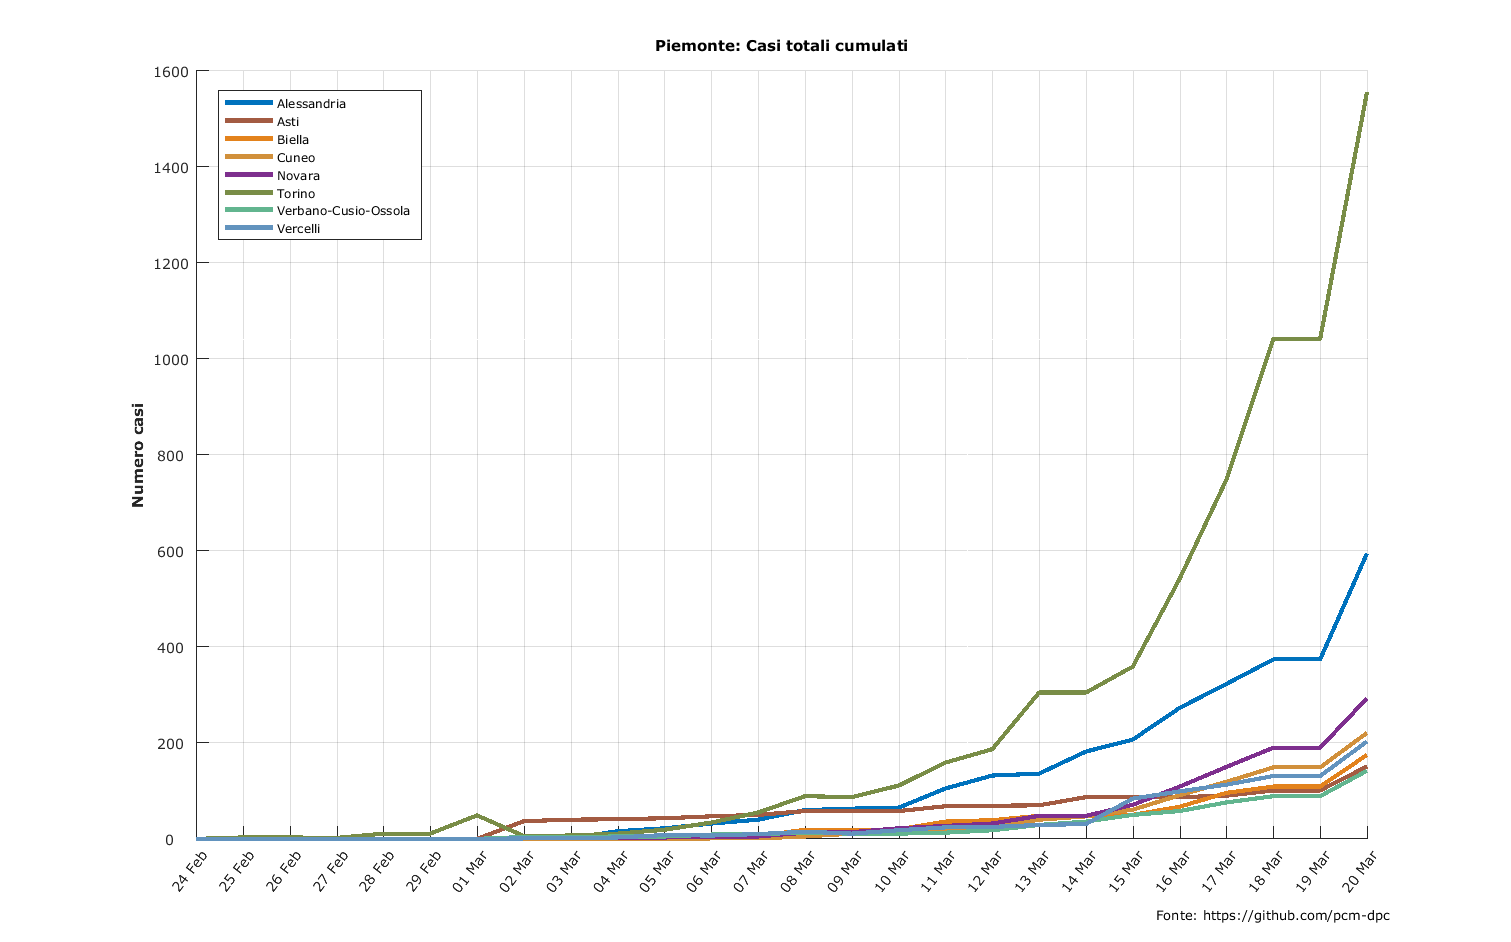 Piemonte: Casi totali cumulati
1600
1400
1200
1000
800
600
400
200
0
Numero casi
Alessandria
Asti
Biella
Cuneo
Novara
Torino
Verbano-Cusio-Ossola
Vercelli
24 Feb
25 Feb
26 Feb
27 Feb
28 Feb
29 Feb
01 Mar
02 Mar
03 Mar
04 Mar
05 Mar
06 Mar
07 Mar
08 Mar
09 Mar
10 Mar
11 Mar
12 Mar
13 Mar
14 Mar
15 Mar
16 Mar
17 Mar
18 Mar
19 Mar
20 Mar
Fonte: https://github.com/pcm-dpc